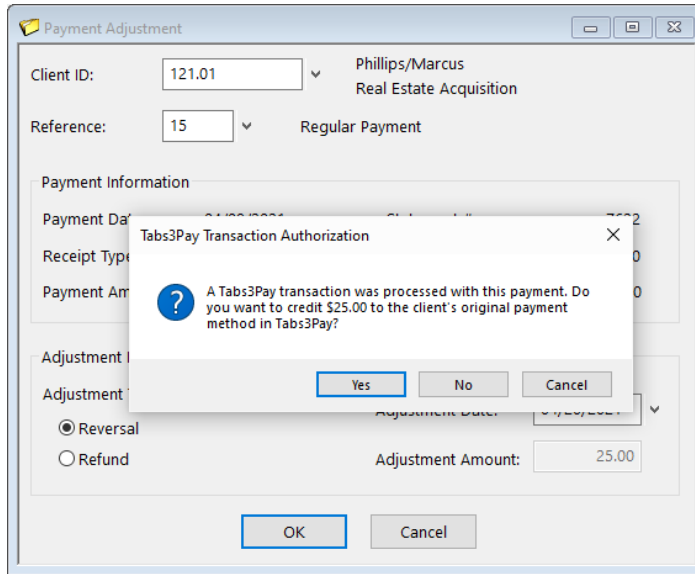 Payment Adjustment
Client ID: 121.01 Phillips/Marcus
Real Estate Acquisition
Reference: 15 Regular Payment
Payment Information
Payment
Tabs3Pay Transaction Authorization
Receipt Type
Payment
A Tabs3Pay transaction was processed with this payment. Do
you want to credit $25.00 to the client's original payment
method in Tabs3Pay?
Adjustment
Yes No Cancel
Adjustment
Adjustment Date:
Reversal
Refund Adjustment Amount: 25.00
OK Cancel